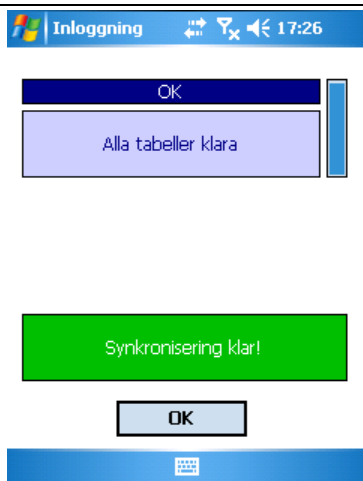 Inloggning 17:26
OK
Alla tabeller klara
Synkronisering klar!
OK